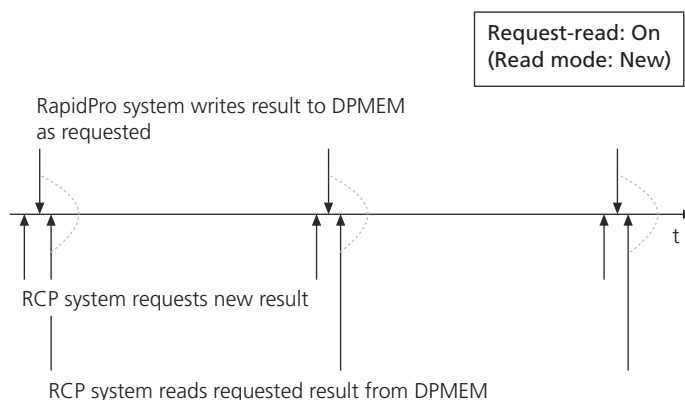 Request-read: On
(Read mode: New)
RapidPro system writes result to DPMEM
as requested
t
RCP system requests new result
RCP system reads requested result from DPMEM